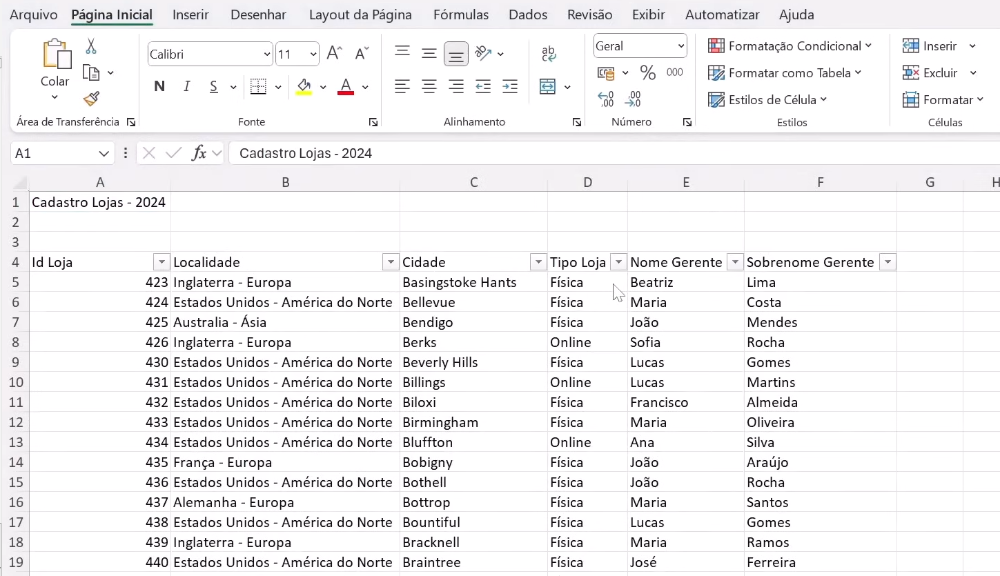 Arquivo Página Inicial Inserir Desenhar Layout da Página Fórmulas Dados Revisão Exibir Automatizar Ajuda
Colar
Área de Transferência
Calibri 11
N I S A
Fonte
ab
Alinhamento
Geral
% 000
Número
Formatação Condicional
Formatar como Tabela
Estilos de Célula
Estilos
Inserir
Excluir
Formatar
Células
A1 fx Cadastro Lojas - 2024
A B C D E F G H
1 Cadastro Lojas - 2024
2
3
4 Id Loja Localidade Cidade Tipo Loja Nome Gerente Sobrenome Gerente
5 423 Inglaterra - Europa Basingstoke Hants Física Beatriz Lima
6 424 Estados Unidos - América do Norte Bellevue Física Maria Costa
7 425 Australia - Ásia Bendigo Física João Mendes
8 426 Inglaterra - Europa Berks Online Sofia Rocha
9 430 Estados Unidos - América do Norte Beverly Hills Física Lucas Gomes
10 431 Estados Unidos - América do Norte Billings Online Lucas Martins
11 432 Estados Unidos - América do Norte Biloxi Física Francisco Almeida
12 433 Estados Unidos - América do Norte Birmingham Física Maria Oliveira
13 434 Estados Unidos - América do Norte Bluffton Online Ana Silva
14 435 França - Europa Bobigny Física João Araújo
15 436 Estados Unidos - América do Norte Bothell Física João Rocha
16 437 Alemanha - Europa Bottrop Física Maria Santos
17 438 Estados Unidos - América do Norte Bountiful Física Lucas Gomes
18 439 Inglaterra - Europa Bracknell Física Maria Ramos
19 440 Estados Unidos - América do Norte Braintree Física José Ferreira